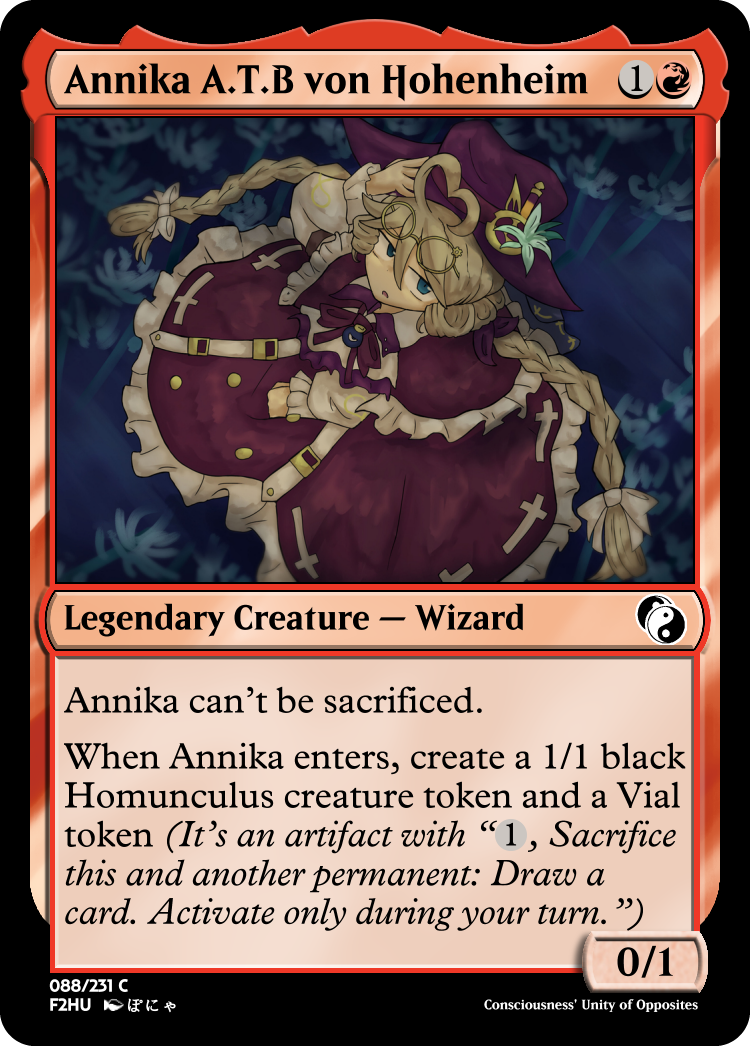 Annika A.T.B von Hohenheim 1
Legendary Creature — Wizard
Annika can't be sacrificed.
When Annika enters, create a 1/1 black
Homunculus creature token and a Vial
token (It's an artifact with “1, Sacrifice
this and another permanent: Draw a
card. Activate only during your turn.”)
0/1
088/231 C
F2HU ぽにゃ
Consciousness' Unity of Opposites